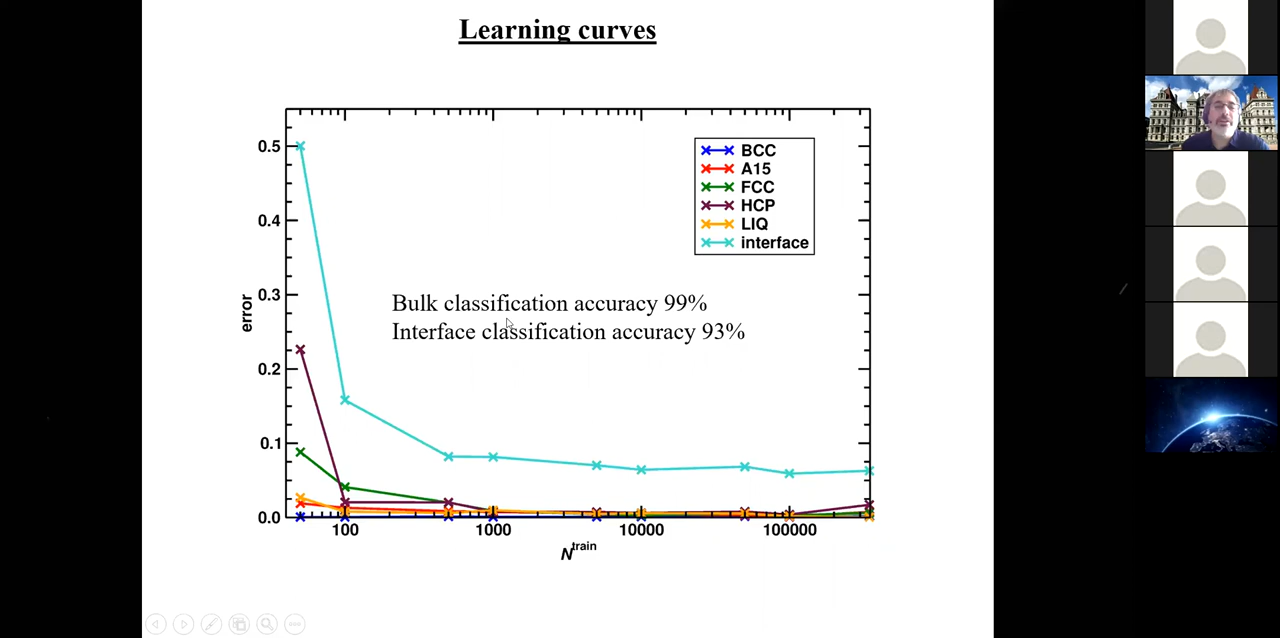 Learning curves
0.5
0.4
0.3
0.2
0.1
0.0
error
BCC
A15
FCC
HCP
LIQ
interface
Bulk classification accuracy 99%
Interface classification accuracy 93%
100
1000
10000
100000
N^train